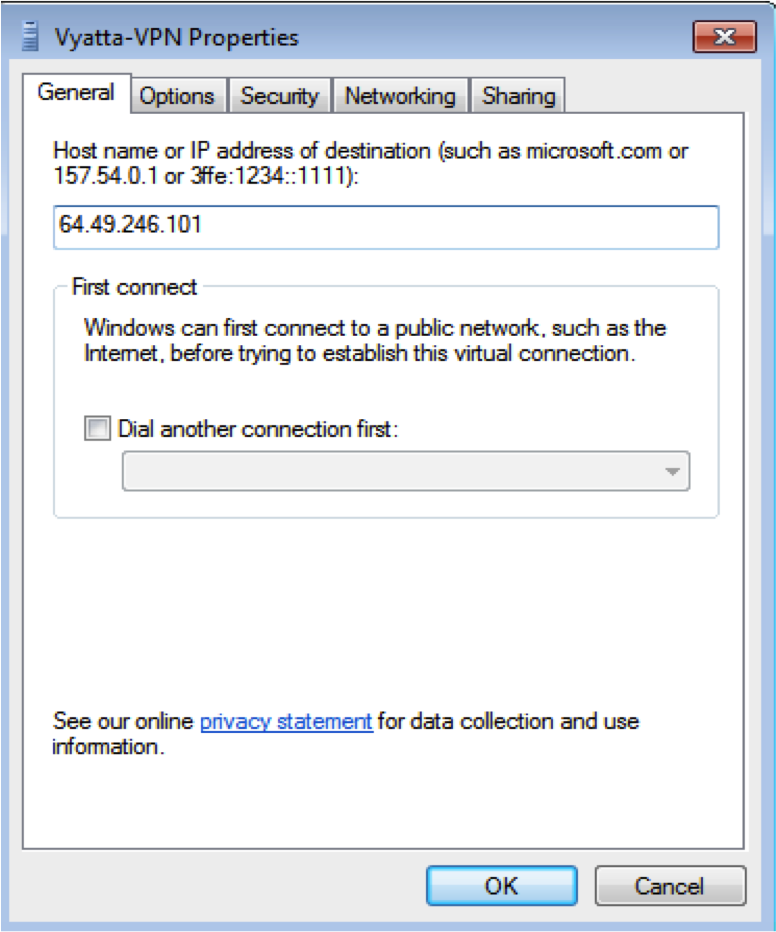 Vyatta-VPN Properties
General Options Security Networking Sharing
Host name or IP address of destination (such as microsoft.com or
157.54.0.1 or 3ffe:1234::1111):
64.49.246.101
First connect
Windows can first connect to a public network, such as the
Internet, before trying to establish this virtual connection.
Dial another connection first:
See our online privacy statement for data collection and use
information.
OK Cancel